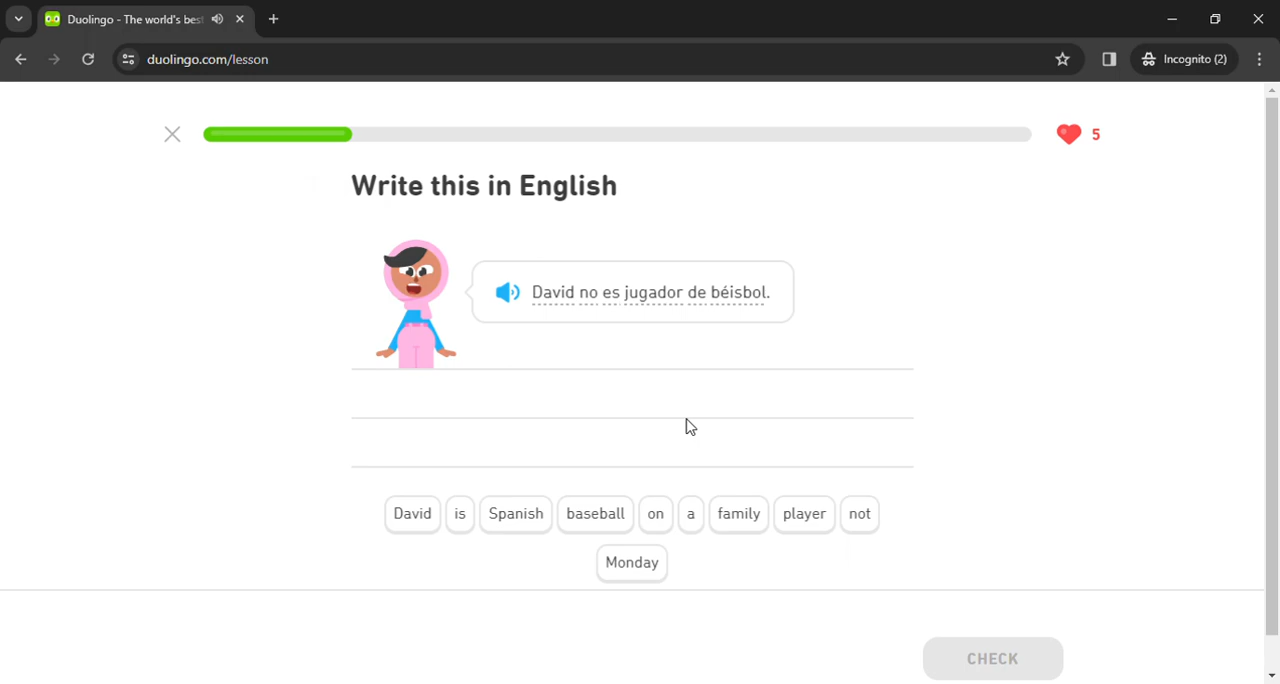 Duolingo - The world's bes
duolingo.com/lesson
Incognito (2)
5
Write this in English
David no es jugador de béisbol.
David is Spanish baseball on a family player not
Monday
CHECK